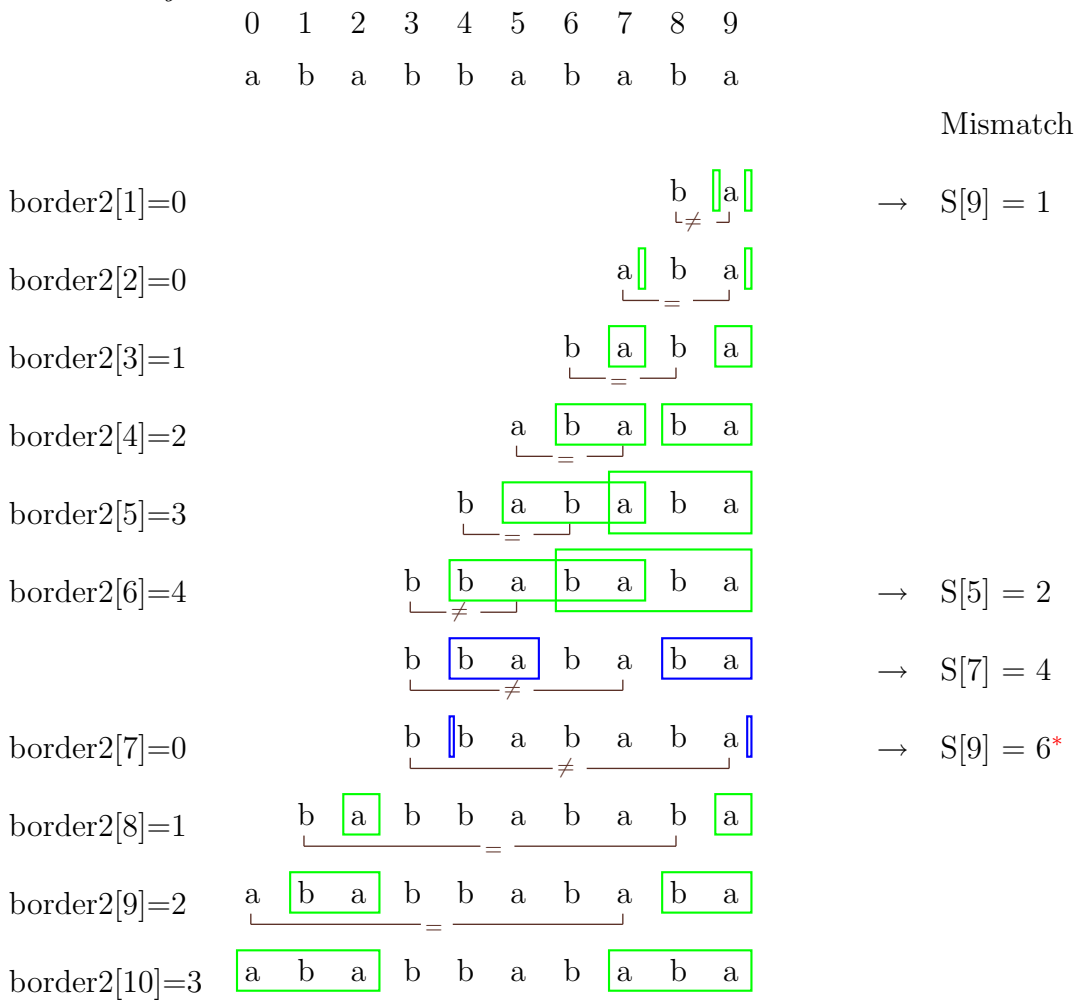 0 1 2 3 4 5 6 7 8 9
a b a b b a b a b a
Mismatch
border2[1]=0 b a → S[9] = 1
≠
border2[2]=0 a b a
=
border2[3]=1 b a b a
=
border2[4]=2 a b a b a
=
border2[5]=3 b a b a b a
=
border2[6]=4 b b a b a b a → S[5] = 2
≠
b b a b a b a → S[7] = 4
≠
border2[7]=0 b b a b a b a → S[9] = 6*
≠
border2[8]=1 b a b b a b a b a
=
border2[9]=2 a b a b b a b a b a
=
border2[10]=3 a b a b b a b a b a